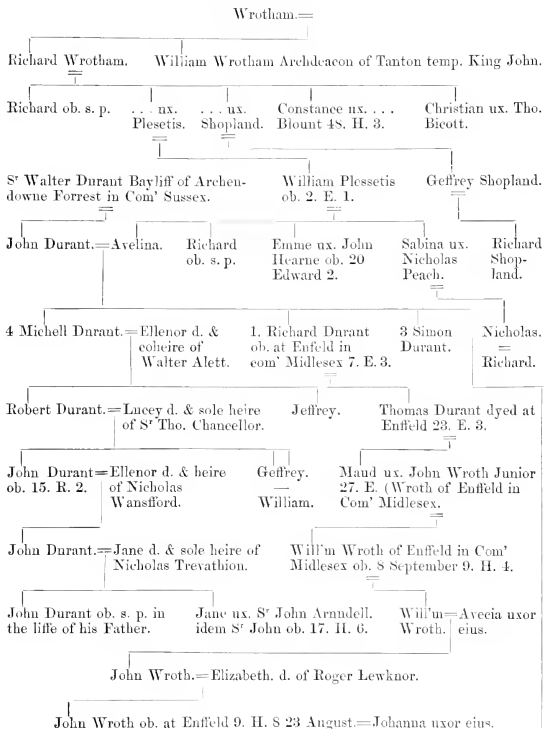 Wrotham.=
Richard Wrotham. William Wrotham Archdeacon of Tanton temp. King John.
Richard ob. s. p. . . . ux. Plesetis. . . . ux. Shopland. Constance ux. . . . Blount 48. H. 3. Christian ux. Tho. Bicott.
Sr Walter Durant Bayliff of Archen-
downe Forrest in Com' Sussex.
William Plessetis
ob. 2. E. 1.
Geffrey Shopland.
John Durant.=Avelina.
Richard
ob. s. p.
Emme ux. John
Hearne ob. 20
Edward 2.
Sabina ux.
Nicholas
Peach.
Richard
Shop-
land.
4 Michell Durant.=Ellenor d. &
coheire of
Walter Alett.
1. Richard Durant
ob. at Enfeld in
com' Midlesex 7. E. 3.
3 Simon
Durant.
Nicholas.
=
Richard.
Robert Durant.=Lucey d. & sole heire
of Sr Tho. Chancellor.
Jeffrey.
Thomas Durant dyed at
Enffeld 23. E. 3.
John Durant=Ellenor d. & heire
ob. 15. R. 2. of Nicholas
Wansfford.
Geffrey.
—
William.
Maud ux. John Wroth Junior
27. E. (Wroth of Enffeld in
Com' Midlesex.
John Durant.=Jane d. & sole heire of
Nicholas Trevathion.
Will'm Wroth of Enffeld in Com'
Midlesex ob. 8 September 9. H. 4.
John Durant ob. s. p. in
the liffe of his Father.
Jane ux. Sr John Arundell.
idem Sr John ob. 17. H. 6.
Will'm=Avecia uxor
Wroth. eius.
John Wroth.=Elizabeth. d. of Roger Lewknor.
John Wroth ob. at Enffeld 9. H. 8 23 August.=Johanna uxor eius.